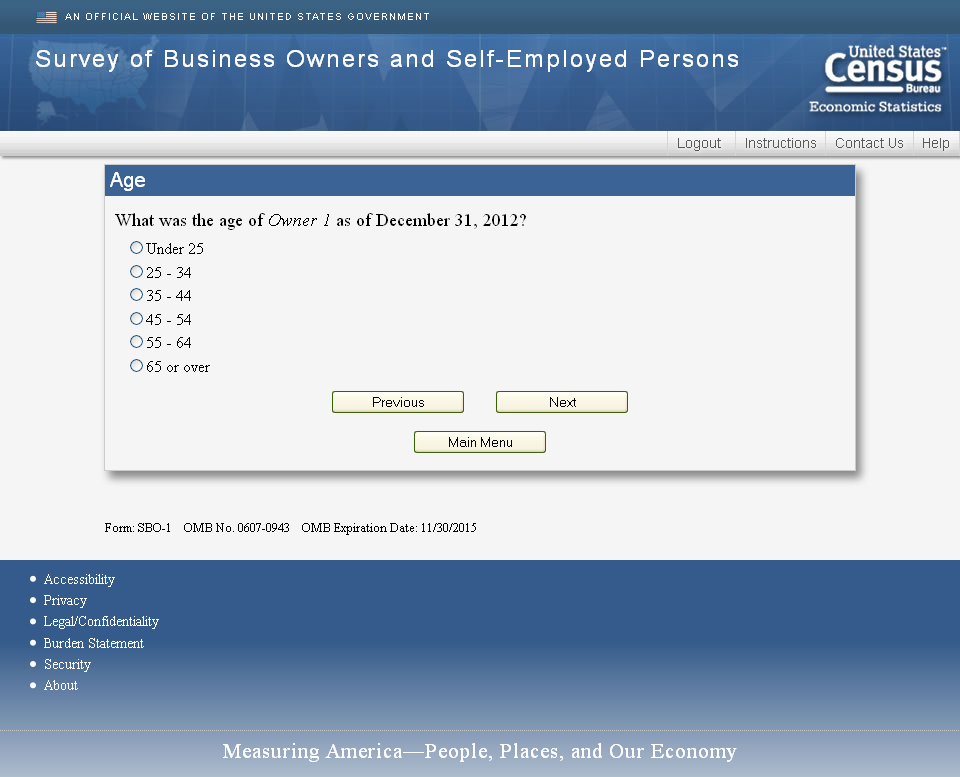 AN OFFICIAL WEBSITE OF THE UNITED STATES GOVERNMENT
Survey of Business Owners and Self-Employed Persons
United States™
Census
Bureau
Economic Statistics
Logout Instructions Contact Us Help
Age
What was the age of Owner 1 as of December 31, 2012?
Under 25
25 - 34
35 - 44
45 - 54
55 - 64
65 or over
Previous Next
Main Menu
Form: SBO-1 OMB No. 0607-0943 OMB Expiration Date: 11/30/2015
Accessibility
Privacy
Legal/Confidentiality
Burden Statement
Security
About
Measuring America—People, Places, and Our Economy